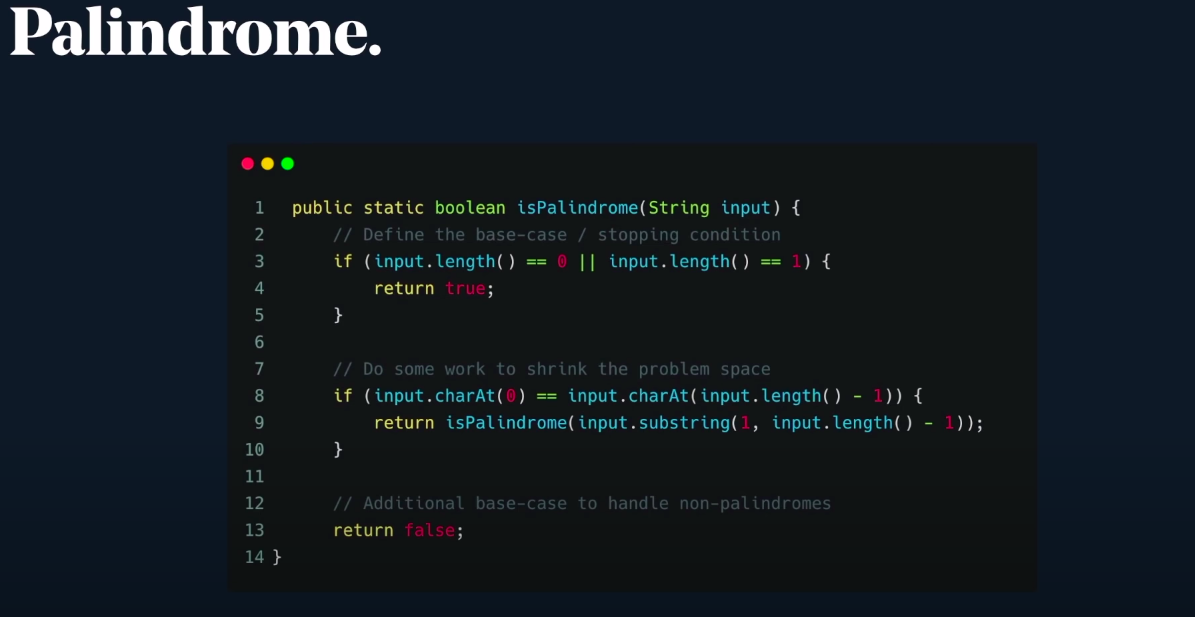 Palindrome.
1 public static boolean isPalindrome(String input) {
2 // Define the base-case / stopping condition
3 if (input.length() == 0 || input.length() == 1) {
4 return true;
5 }
6
7 // Do some work to shrink the problem space
8 if (input.charAt(0) == input.charAt(input.length() - 1)) {
9 return isPalindrome(input.substring(1, input.length() - 1));
10 }
11
12 // Additional base-case to handle non-palindromes
13 return false;
14 }